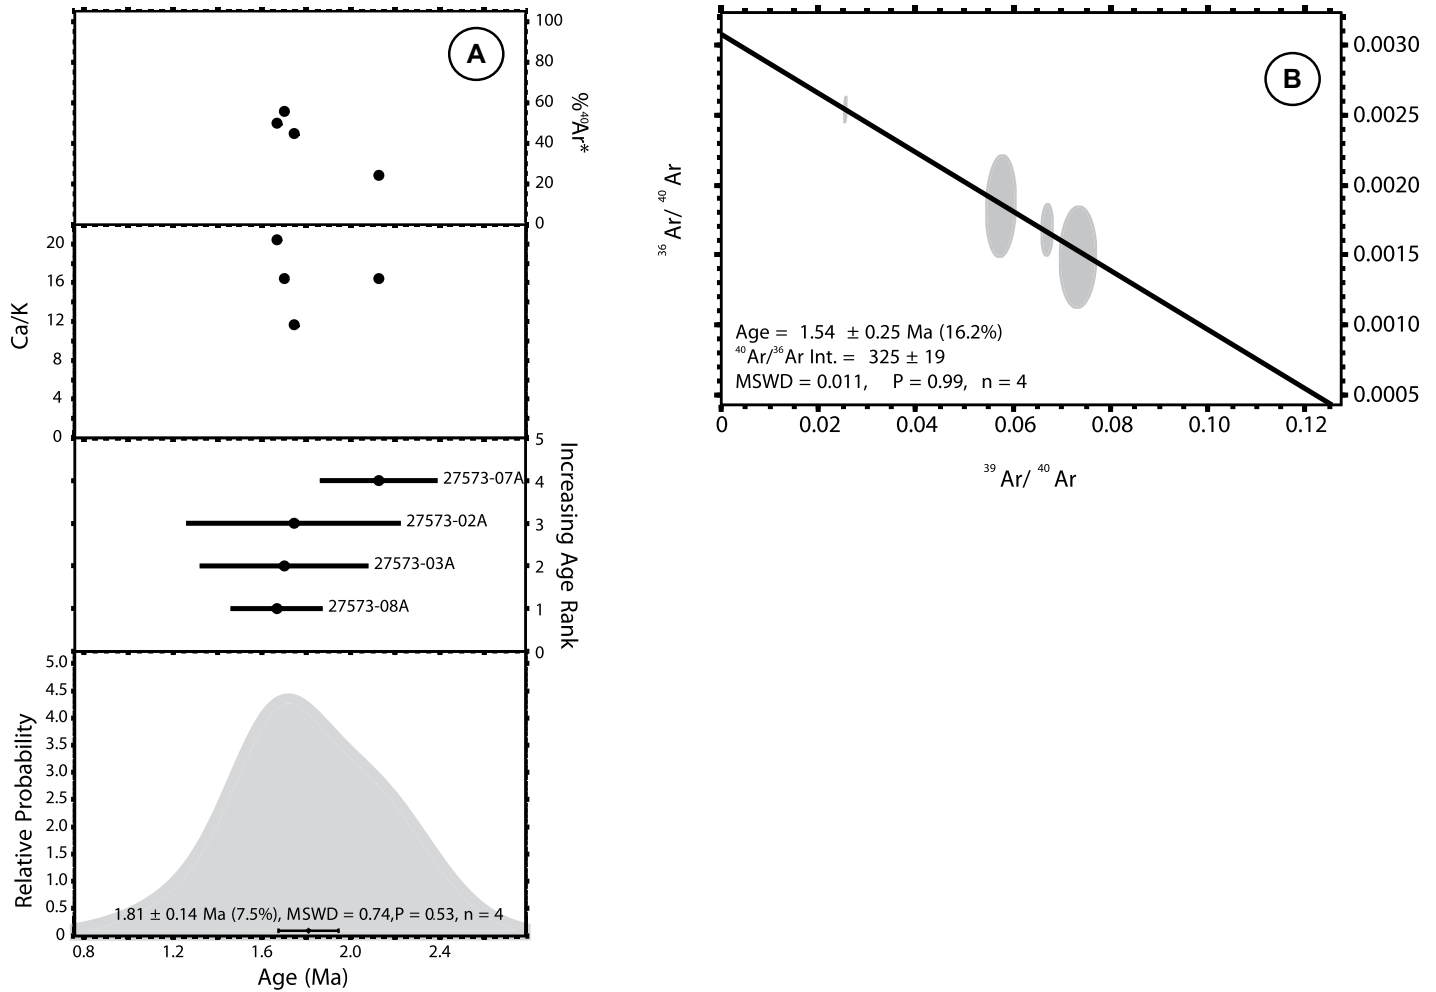 A
100
80
60
40
20
0
%⁴⁰Ar*
20
16
12
8
4
0
Ca/K
5
4
3
2
1
0
Increasing Age Rank
27573-07A
27573-02A
27573-03A
27573-08A
5.0
4.5
4.0
3.5
3.0
2.5
2.0
1.5
1.0
0.5
0
Relative Probability
1.81 ± 0.14 Ma (7.5%), MSWD = 0.74,P = 0.53, n = 4
0.8 1.2 1.6 2.0 2.4
Age (Ma)
B
0.0030
0.0025
0.0020
0.0015
0.0010
0.0005
³⁶Ar/ ⁴⁰Ar
Age = 1.54 ± 0.25 Ma (16.2%)
⁴⁰Ar/³⁶Ar Int. = 325 ± 19
MSWD = 0.011, P = 0.99, n = 4
0 0.02 0.04 0.06 0.08 0.10 0.12
³⁹Ar/ ⁴⁰Ar